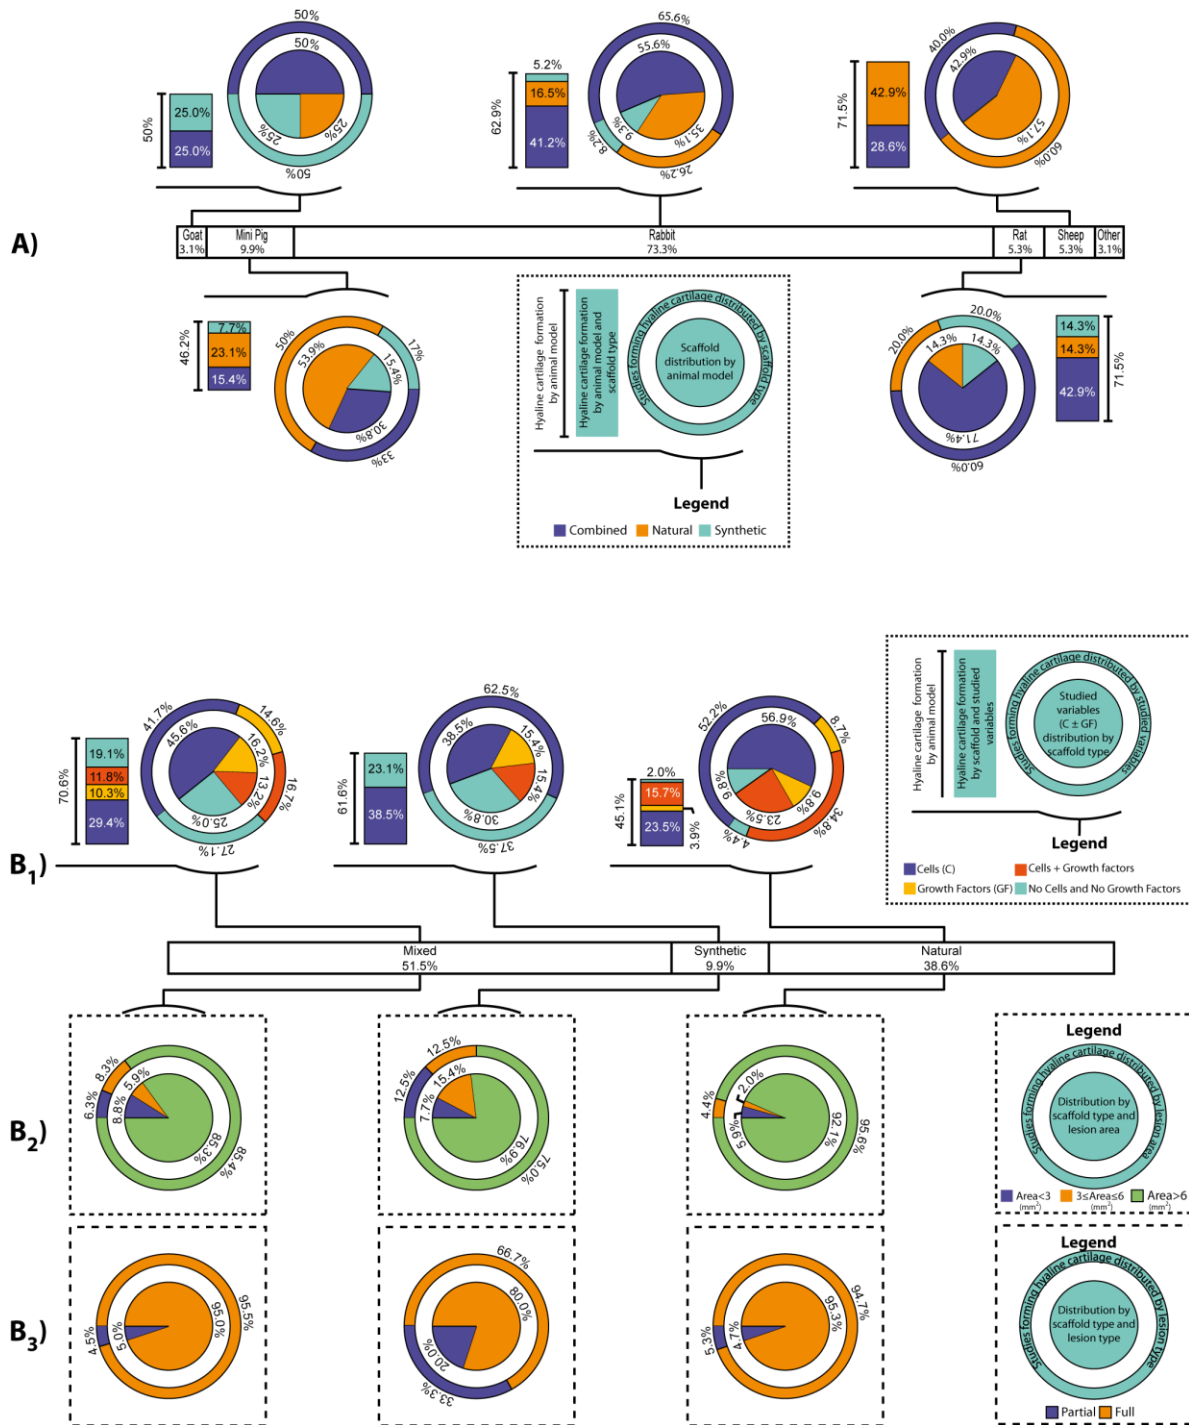 A)
50%
25.0%
25.0%
50%
25%
25%
50%
62.9%
5.2%
16.5%
41.2%
65.6%
55.6%
9.3%
35.1%
8.2%
26.2%
71.5%
42.9%
28.6%
40.0%
42.9%
57.1%
60.0%
Goat
3.1%
Mini Pig
9.9%
Rabbit
73.3%
Rat
5.3%
Sheep
5.3%
Other
3.1%
46.2%
7.7%
23.1%
15.4%
50%
53.9%
17%
15.4%
30.8%
33%
Hyaline cartilage formation
by animal model
Hyaline cartilage formation
by animal model and
scaffold type
Studies forming hyaline cartilage distributed by scaffold type
Scaffold
distribution by
animal model
Legend
Combined Natural Synthetic
20.0%
20.0%
14.3%
14.3%
71.4%
60.0%
14.3%
14.3%
42.9%
71.5%
B1)
70.6%
19.1%
11.8%
10.3%
29.4%
41.7%
45.6%
14.6%
16.2%
13.2%
16.7%
25.0%
27.1%
61.6%
23.1%
38.5%
62.5%
38.5%
15.4%
15.4%
30.8%
37.5%
45.1%
2.0%
15.7%
3.9%
23.5%
52.2%
56.9%
8.7%
9.8%
9.8%
23.5%
34.8%
4.4%
Hyaline cartilage formation
by animal model
Hyaline cartilage formation
by scaffold and studied
variables
Studies forming hyaline cartilage distributed by studied variables
Studied
variables
(C ± GF)
distribution by
scaffold type
Legend
Cells (C) Cells + Growth factors
Growth Factors (GF) No Cells and No Growth Factors
Mixed
51.5%
Synthetic
9.9%
Natural
38.6%
B2)
8.3%
5.9%
6.3%
8.8%
85.3%
85.4%
12.5%
12.5%
15.4%
7.7%
76.9%
75.0%
4.4%
2.0%
5.9%
92.1%
95.6%
Legend
Studies forming hyaline cartilage distributed by lesion area
Distribution by
scaffold type and
lesion area
Area<3 3≤Area≤6 Area>6
(mm²) (mm²) (mm²)
B3)
4.5%
5.0%
95.0%
95.5%
66.7%
80.0%
20.0%
33.3%
5.3%
4.7%
95.3%
94.7%
Legend
Studies forming hyaline cartilage distributed by lesion type
Distribution by
scaffold type and
lesion type
Partial Full